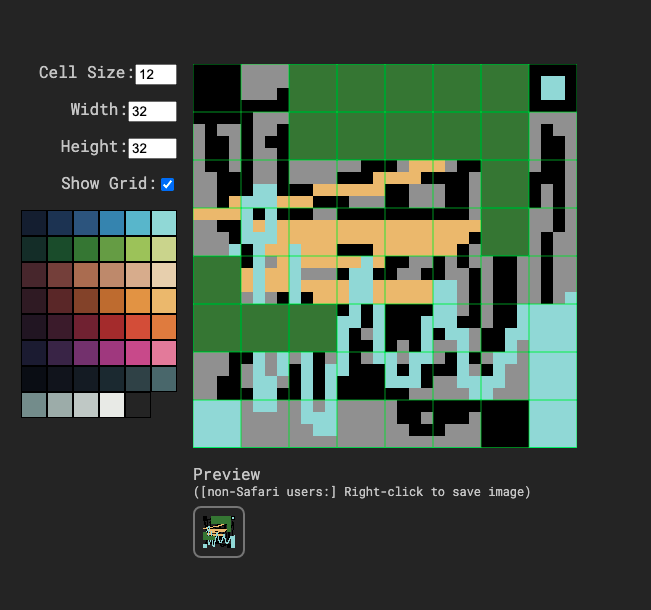 Cell Size: 12
Width: 32
Height: 32
Show Grid:
Preview
([non-Safari users:] Right-click to save image)